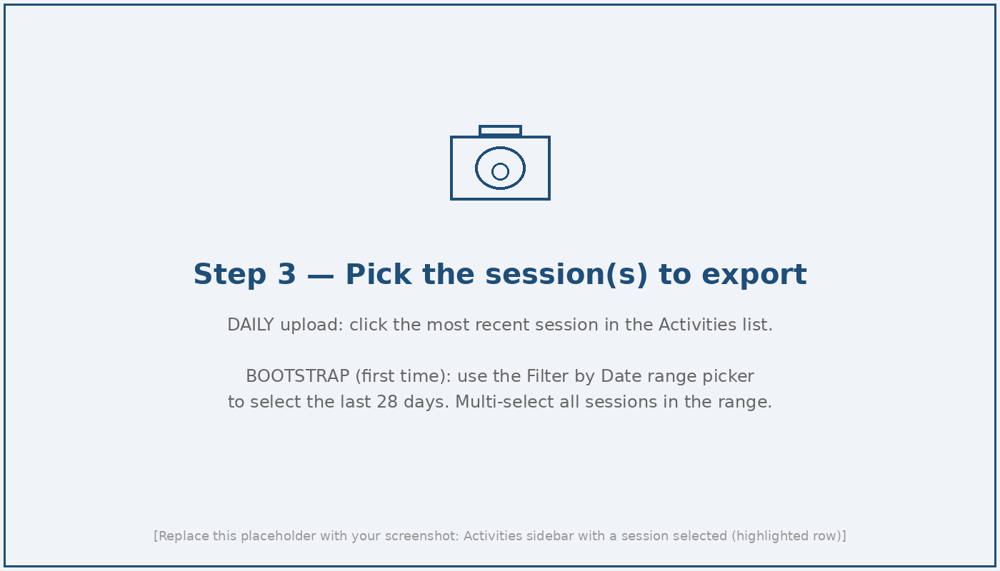 Step 3 — Pick the session(s) to export
DAILY upload: click the most recent session in the Activities list.
BOOTSTRAP (first time): use the Filter by Date range picker
to select the last 28 days. Multi-select all sessions in the range.
[Replace this placeholder with your screenshot: Activities sidebar with a session selected (highlighted row)]